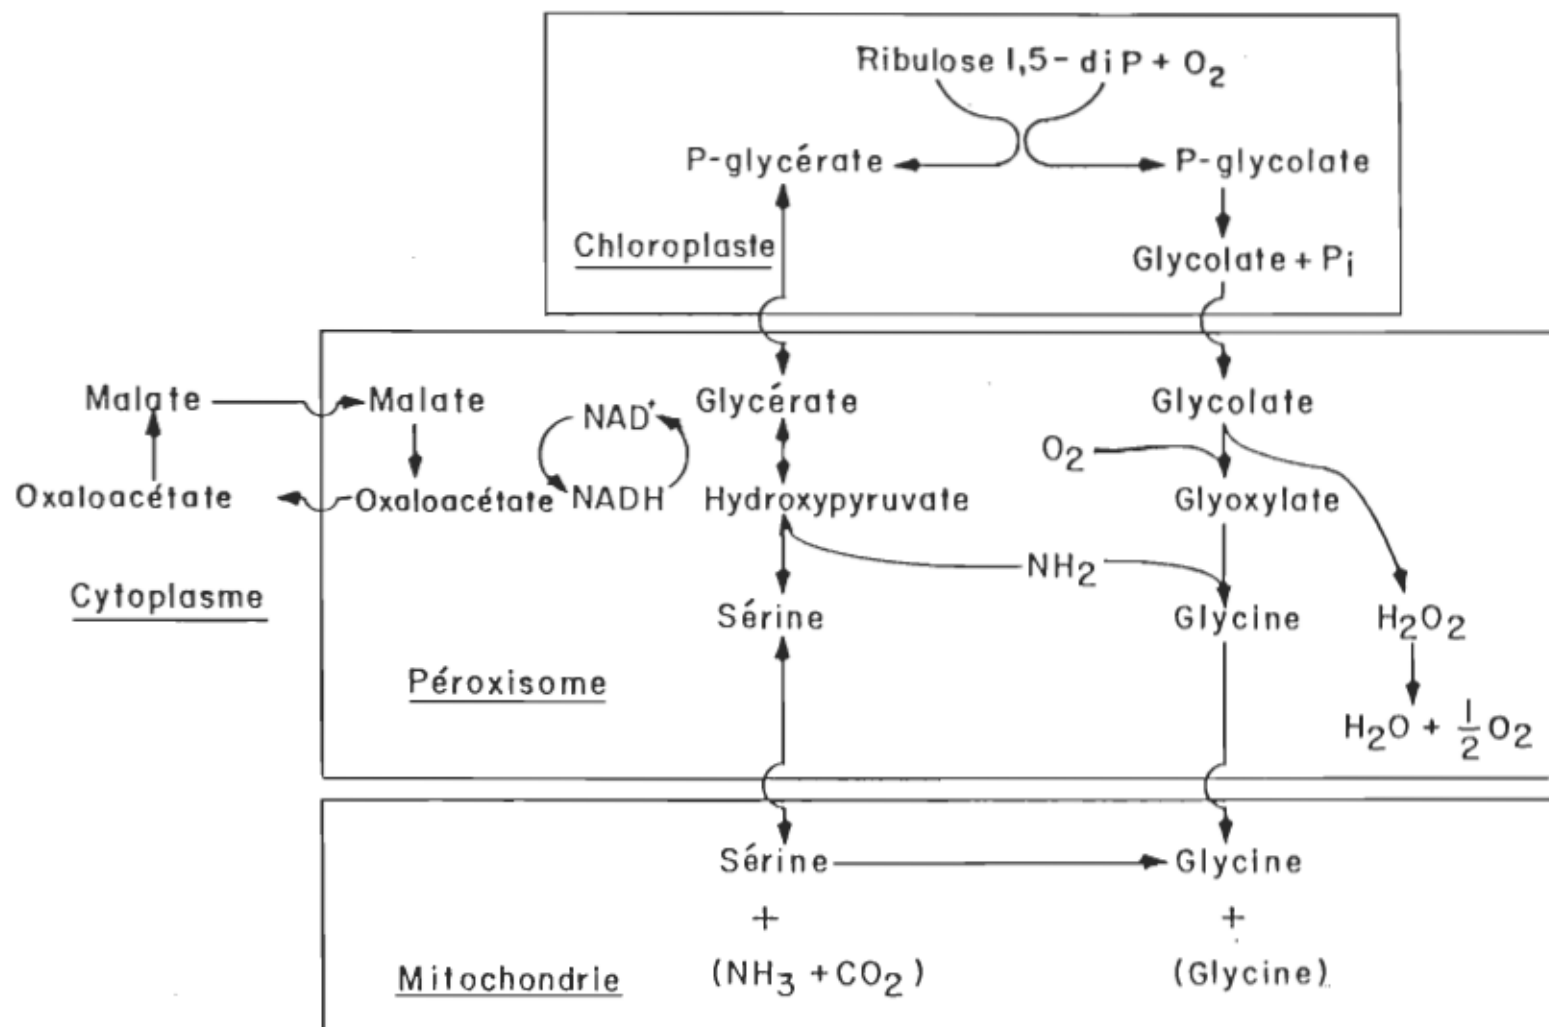 Ribulose 1,5-diP + O2
P-glycérate
P-glycolate
Chloroplaste
Glycolate + Pi
Malate
Malate
NAD+
Glycérate
Glycolate
O2
Oxaloacétate
Oxaloacétate
NADH
Hydroxypyruvate
Glyoxylate
NH2
Cytoplasme
Sérine
Glycine
H2O2
Péroxisome
H2O + 1/2 O2
Sérine
Glycine
+
+
Mitochondrie
(NH3 + CO2)
(Glycine)